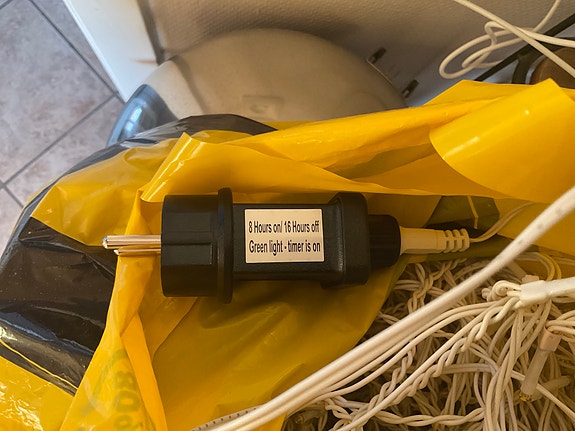 8 Hours on/ 16 Hours off
Green light - timer is on